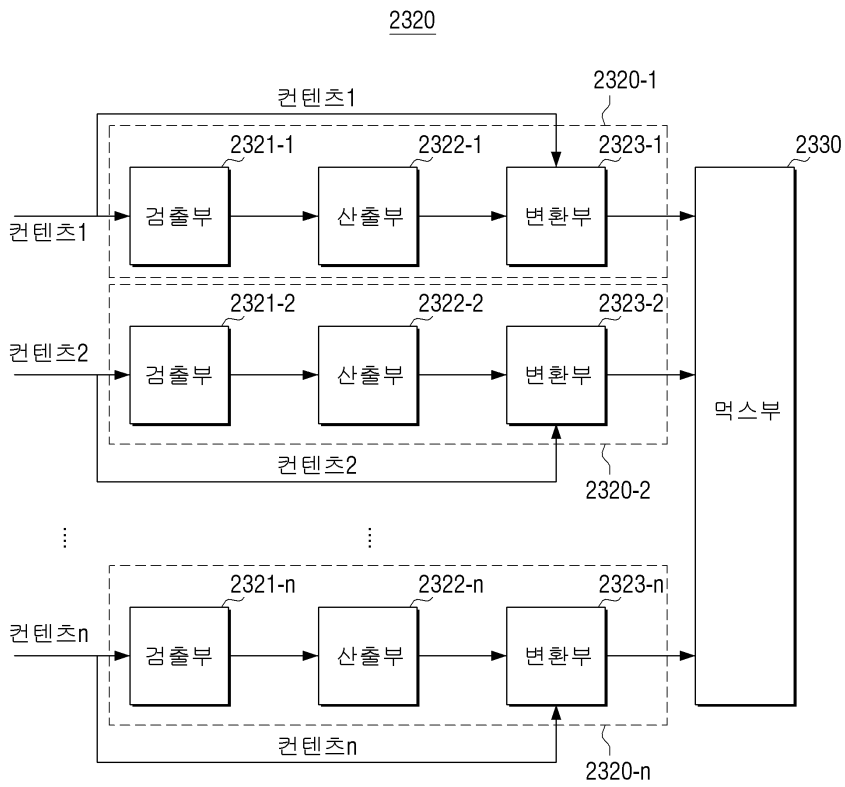 2320
컨텐츠1
2320-1
2321-1
2322-1
2323-1
2330
컨텐츠1
검출부
산출부
변환부
2321-2
2322-2
2323-2
컨텐츠2
검출부
산출부
변환부
먹스부
컨텐츠2
2320-2
⋮
⋮
2321-n
2322-n
2323-n
컨텐츠n
검출부
산출부
변환부
컨텐츠n
2320-n